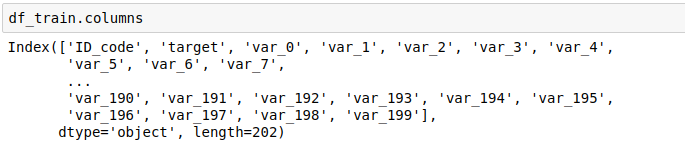 df_train.columns
Index(['ID_code', 'target', 'var_0', 'var_1', 'var_2', 'var_3', 'var_4',
'var_5', 'var_6', 'var_7',
...
'var_190', 'var_191', 'var_192', 'var_193', 'var_194', 'var_195',
'var_196', 'var_197', 'var_198', 'var_199'],
dtype='object', length=202)